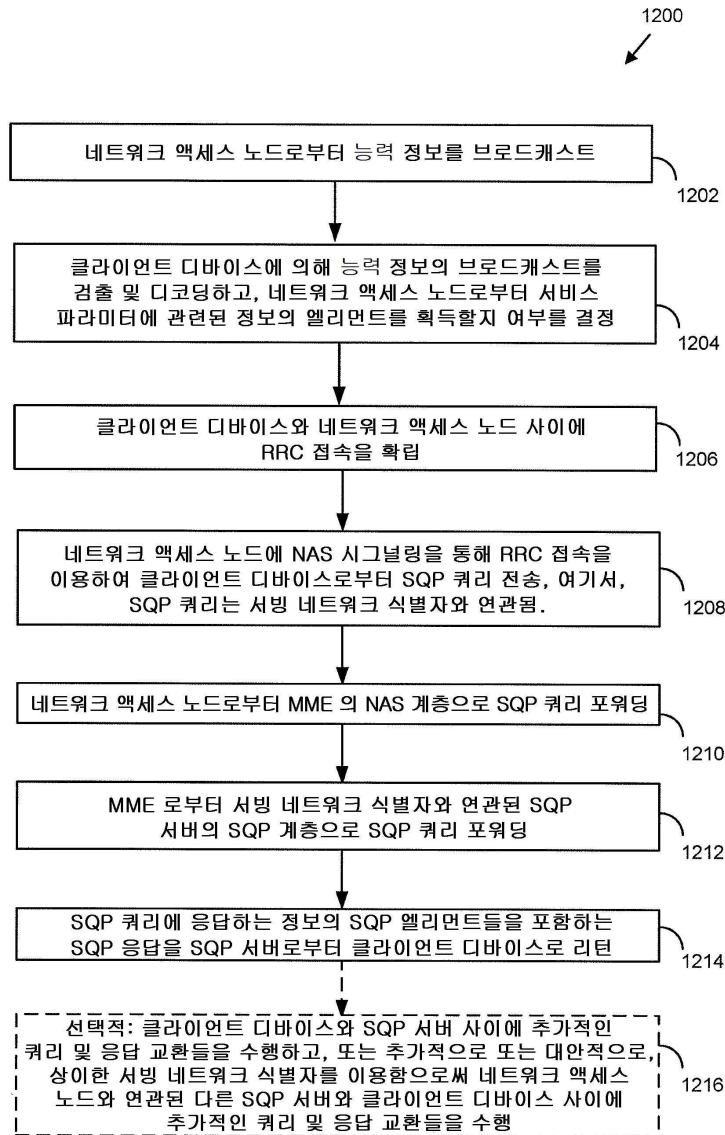 1200
네트워크 액세스 노드로부터 능력 정보를 브로드캐스트
1202
클라이언트 디바이스에 의해 능력 정보의 브로드캐스트를
검출 및 디코딩하고, 네트워크 액세스 노드로부터 서비스
파라미터에 관련된 정보의 엘리먼트를 획득할지 여부를 결정
1204
클라이언트 디바이스와 네트워크 액세스 노드 사이에
RRC 접속을 확립
1206
네트워크 액세스 노드에 NAS 시그널링을 통해 RRC 접속을
이용하여 클라이언트 디바이스로부터 SQP 쿼리 전송, 여기서,
SQP 쿼리는 서빙 네트워크 식별자와 연관됨.
1208
네트워크 액세스 노드로부터 MME 의 NAS 계층으로 SQP 쿼리 포워딩
1210
MME 로부터 서빙 네트워크 식별자와 연관된 SQP
서버의 SQP 계층으로 SQP 쿼리 포워딩
1212
SQP 쿼리에 응답하는 정보의 SQP 엘리먼트들을 포함하는
SQP 응답을 SQP 서버로부터 클라이언트 디바이스로 리턴
1214
선택적: 클라이언트 디바이스와 SQP 서버 사이에 추가적인
쿼리 및 응답 교환들을 수행하고, 또는 추가적으로 또는 대안적으로,
상이한 서빙 네트워크 식별자를 이용함으로써 네트워크 액세스
노드와 연관된 다른 SQP 서버와 클라이언트 디바이스 사이에
추가적인 쿼리 및 응답 교환들을 수행
1216